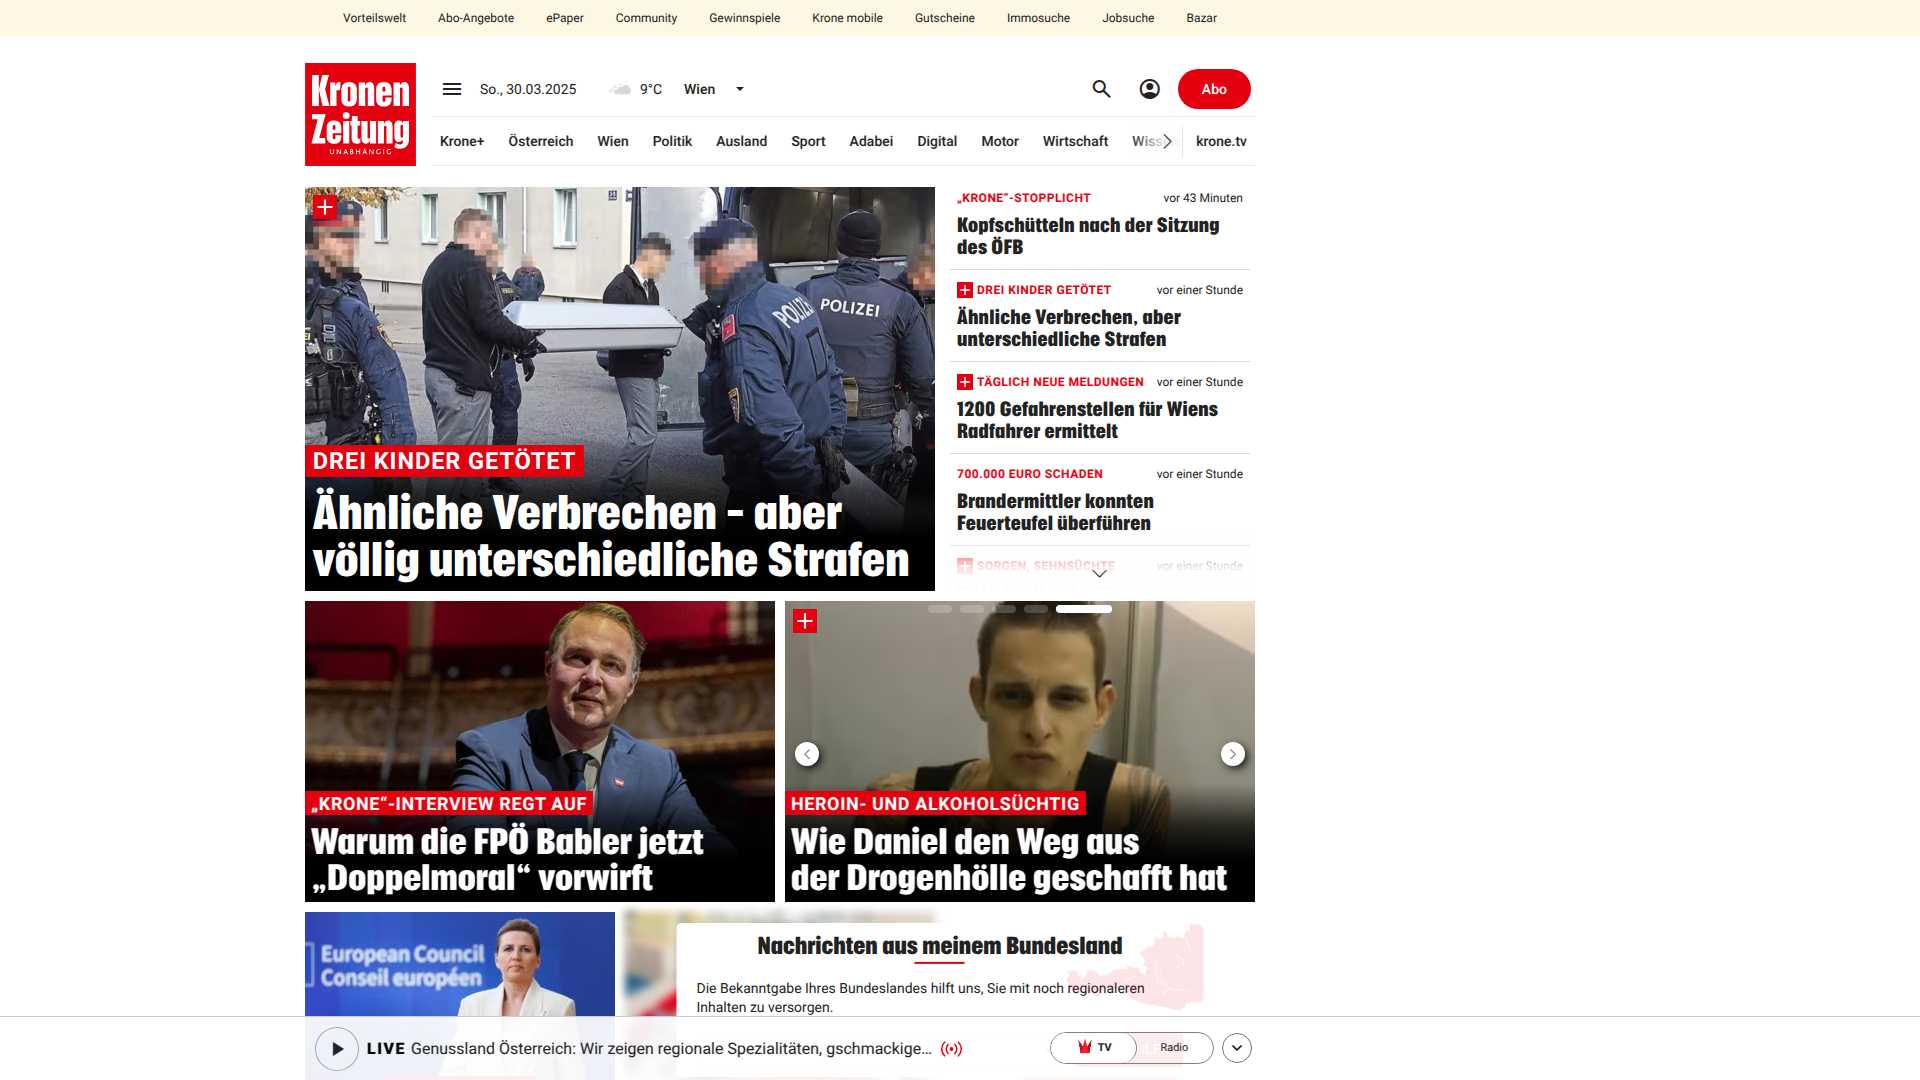 Vorteilswelt Abo-Angebote ePaper Community Gewinnspiele Krone mobile Gutscheine Immosuche Jobsuche Bazar
Kronen
Zeitung
UNABHÄNGIG
So., 30.03.2025 9°C Wien
Abo
Krone+ Österreich Wien Politik Ausland Sport Adabei Digital Motor Wirtschaft Wiss krone.tv
POLIZEI
POLIZEI
DREI KINDER GETÖTET
Ähnliche Verbrechen – aber
völlig unterschiedliche Strafen
„KRONE“-STOPPLICHT vor 43 Minuten
Kopfschütteln nach der Sitzung
des ÖFB
DREI KINDER GETÖTET vor einer Stunde
Ähnliche Verbrechen, aber
unterschiedliche Strafen
TÄGLICH NEUE MELDUNGEN vor einer Stunde
1200 Gefahrenstellen für Wiens
Radfahrer ermittelt
700.000 EURO SCHADEN vor einer Stunde
Brandermittler konnten
Feuerteufel überführen
SORGEN, SEHNSÜCHTE vor einer Stunde
„KRONE“-INTERVIEW REGT AUF
Warum die FPÖ Babler jetzt
„Doppelmoral“ vorwirft
HEROIN- UND ALKOHOLSÜCHTIG
Wie Daniel den Weg aus
der Drogenhölle geschafft hat
European Council
Conseil européen
Nachrichten aus meinem Bundesland
Die Bekanntgabe Ihres Bundeslandes hilft uns, Sie mit noch regionaleren
Inhalten zu versorgen.
LIVE Genussland Österreich: Wir zeigen regionale Spezialitäten, gschmackige...
TV Radio